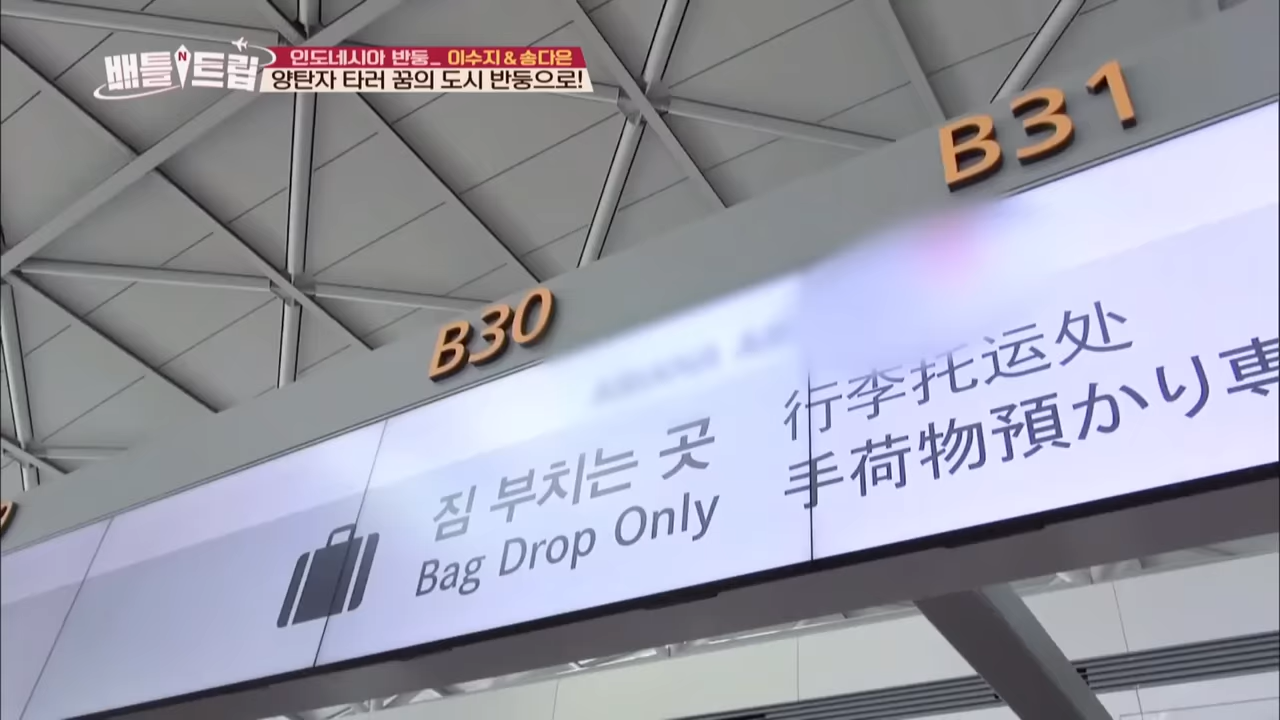 배틀트립
인도네시아 반둥_ 이수지&송다은
양탄자 타러 꿈의 도시 반둥으로!
B31
B30
짐 부치는 곳
Bag Drop Only
行李托运处
手荷物預かり専